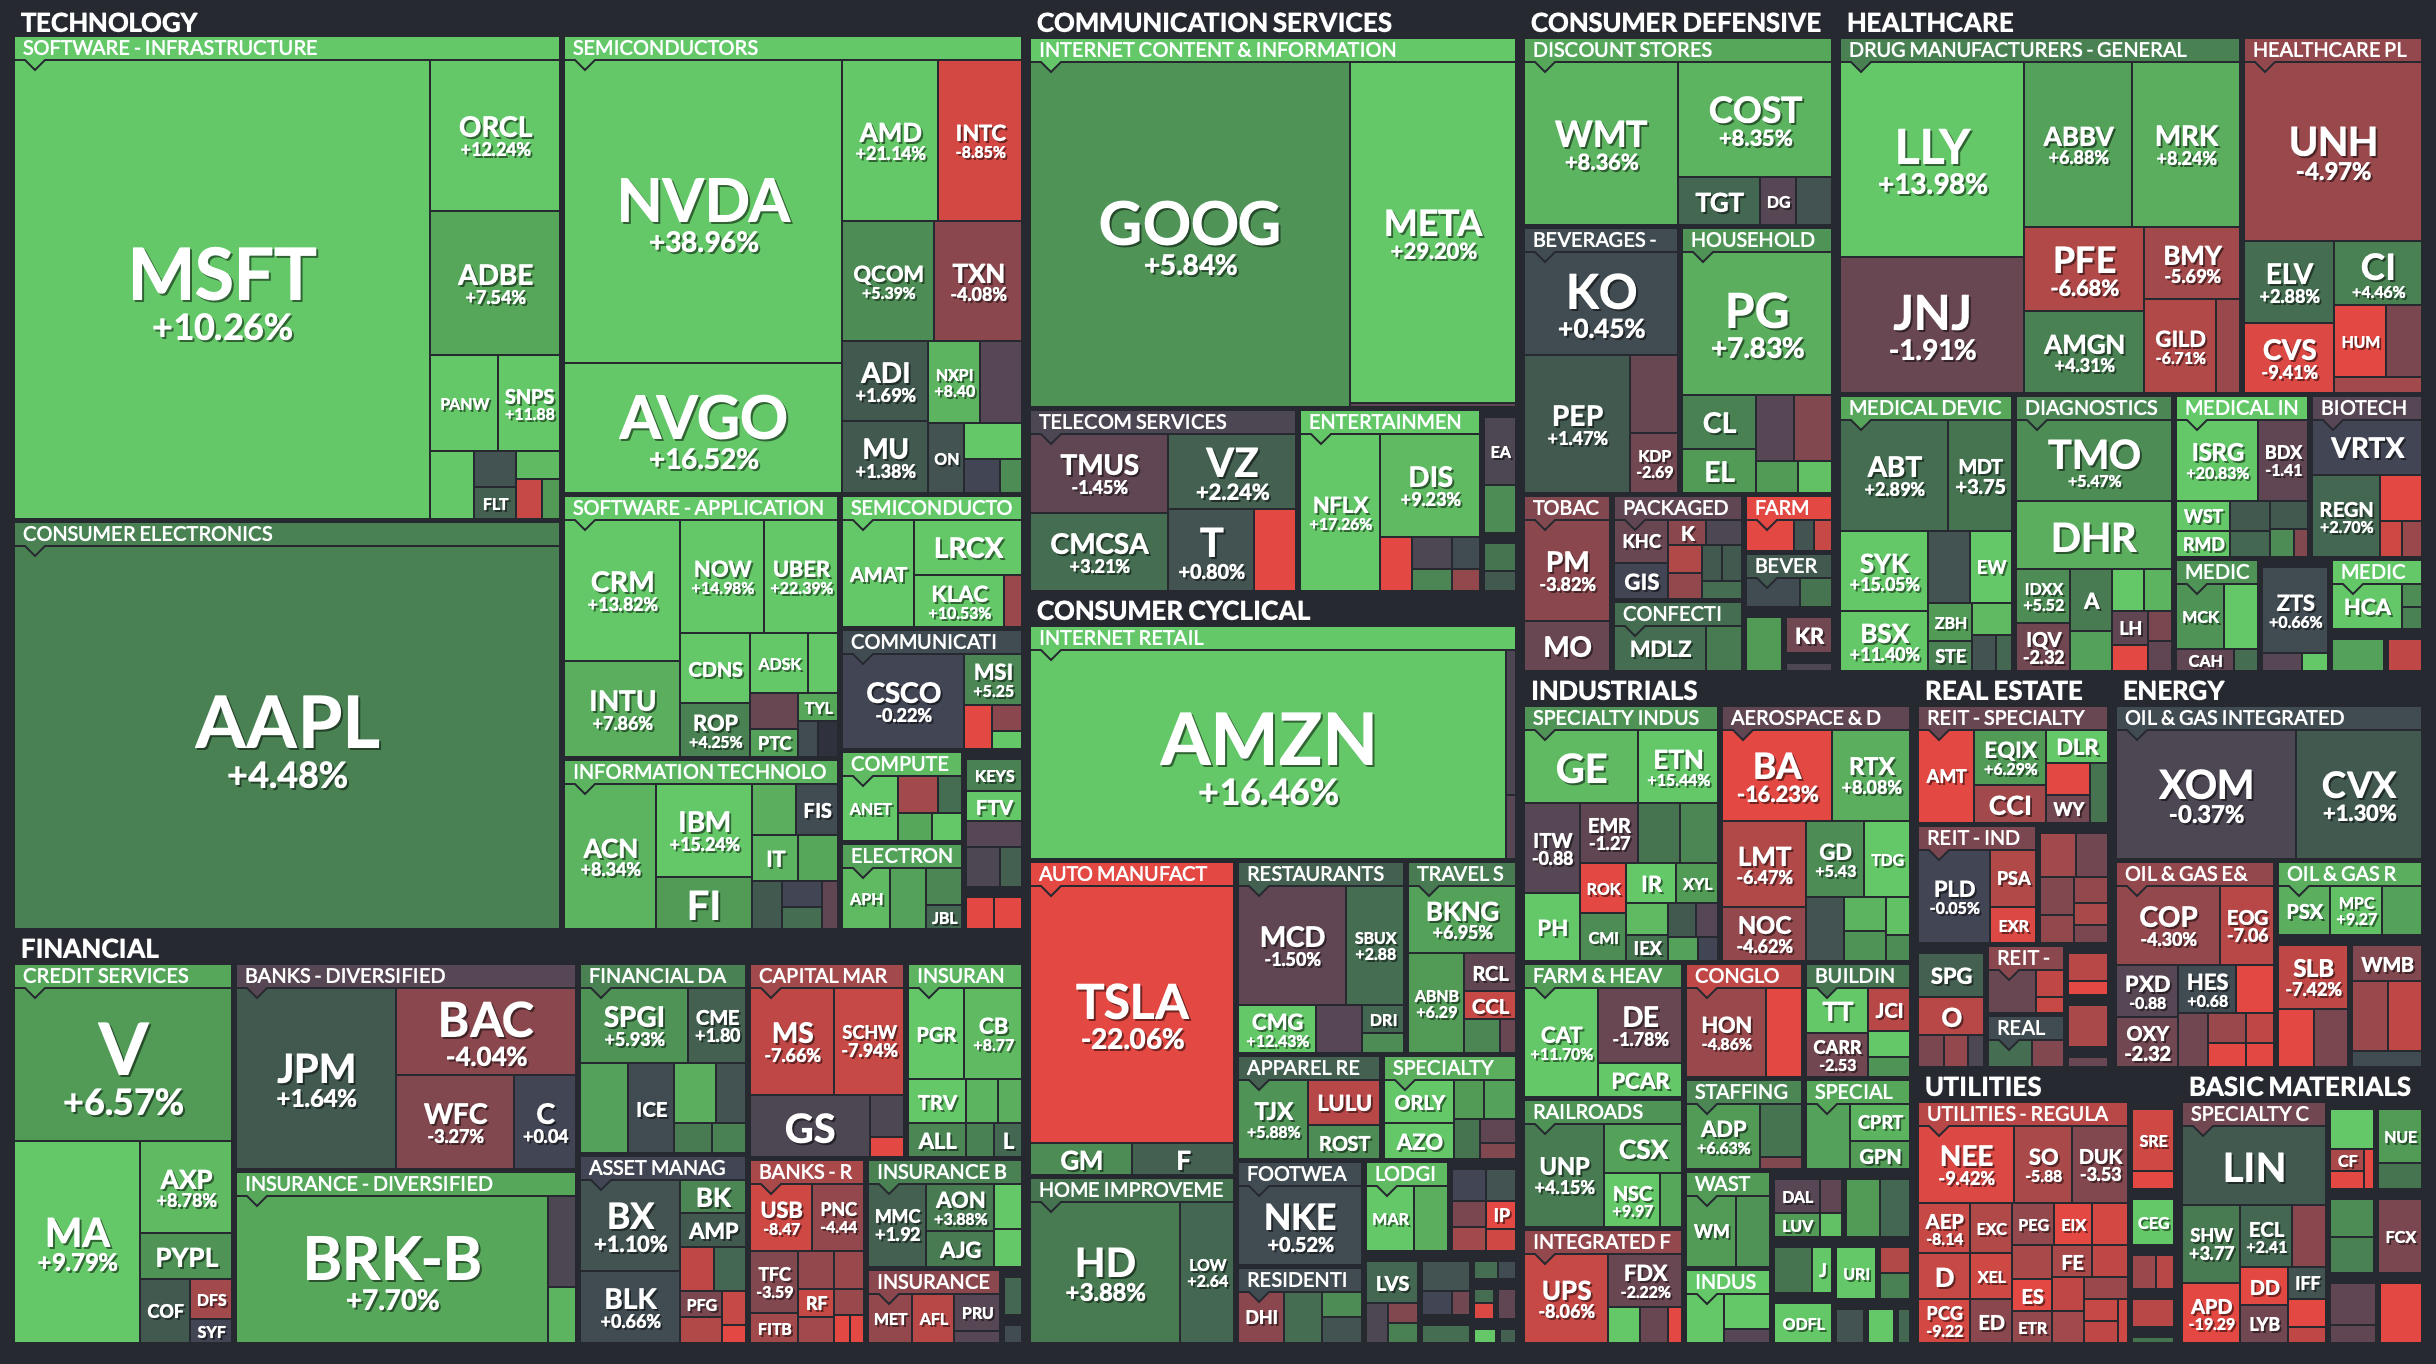 TECHNOLOGY
SOFTWARE - INFRASTRUCTURE
MSFT
+10.26%
ORCL
+12.24%
ADBE
+7.54%
PANW
SNPS
+11.88
FLT
CONSUMER ELECTRONICS
AAPL
+4.48%
SEMICONDUCTORS
NVDA
+38.96%
AVGO
+16.52%
AMD
+21.14%
INTC
-8.85%
QCOM
+5.39%
TXN
-4.08%
ADI
+1.69%
NXPI
+8.40
MU
+1.38%
ON
SOFTWARE - APPLICATION
CRM
+13.82%
NOW
+14.98%
UBER
+22.39%
INTU
+7.86%
CDNS
ADSK
ROP
+4.25%
TYL
PTC
SEMICONDUCTO
AMAT
LRCX
KLAC
+10.53%
COMMUNICATI
CSCO
-0.22%
MSI
+5.25
INFORMATION TECHNOLO
ACN
+8.34%
IBM
+15.24%
FI
FIS
IT
COMPUTE
ANET
KEYS
FTV
ELECTRON
APH
JBL
FINANCIAL
CREDIT SERVICES
V
+6.57%
MA
+9.79%
AXP
+8.78%
PYPL
COF
DFS
SYF
BANKS - DIVERSIFIED
JPM
+1.64%
BAC
-4.04%
WFC
-3.27%
C
+0.04
INSURANCE - DIVERSIFIED
BRK-B
+7.70%
FINANCIAL DA
SPGI
+5.93%
CME
+1.80
ICE
ASSET MANAG
BX
+1.10%
BK
AMP
BLK
+0.66%
PFG
CAPITAL MAR
MS
-7.66%
SCHW
-7.94%
GS
BANKS - R
USB
-8.47
PNC
-4.44
TFC
-3.59
RF
FITB
INSURAN
PGR
CB
+8.77
TRV
ALL
L
INSURANCE B
MMC
+1.92
AON
+3.88%
AJG
INSURANCE
MET
AFL
PRU
COMMUNICATION SERVICES
INTERNET CONTENT & INFORMATION
GOOG
+5.84%
META
+29.20%
TELECOM SERVICES
TMUS
-1.45%
VZ
+2.24%
CMCSA
+3.21%
T
+0.80%
ENTERTAINMEN
NFLX
+17.26%
DIS
+9.23%
EA
CONSUMER CYCLICAL
INTERNET RETAIL
AMZN
+16.46%
AUTO MANUFACT
TSLA
-22.06%
GM
F
HOME IMPROVEME
HD
+3.88%
LOW
+2.64
RESTAURANTS
MCD
-1.50%
SBUX
+2.88
CMG
+12.43%
DRI
TRAVEL S
BKNG
+6.95%
ABNB
+6.29
RCL
CCL
APPAREL RE
TJX
+5.88%
LULU
ROST
SPECIALTY
ORLY
AZO
FOOTWEA
NKE
+0.52%
LODGI
MAR
IP
RESIDENTI
DHI
LVS
CONSUMER DEFENSIVE
DISCOUNT STORES
WMT
+8.36%
COST
+8.35%
TGT
DG
BEVERAGES -
KO
+0.45%
PEP
+1.47%
KDP
-2.69
HOUSEHOLD
PG
+7.83%
CL
EL
TOBAC
PM
-3.82%
MO
PACKAGED
KHC
K
GIS
FARM
BEVER
CONFECTI
MDLZ
KR
HEALTHCARE
DRUG MANUFACTURERS - GENERAL
LLY
+13.98%
JNJ
-1.91%
ABBV
+6.88%
MRK
+8.24%
PFE
-6.68%
BMY
-5.69%
AMGN
+4.31%
GILD
-6.71%
HEALTHCARE PL
UNH
-4.97%
ELV
+2.88%
CI
+4.46%
CVS
-9.41%
HUM
MEDICAL DEVIC
ABT
+2.89%
MDT
+3.75
SYK
+15.05%
EW
BSX
+11.40%
ZBH
STE
DIAGNOSTICS
TMO
+5.47%
DHR
IDXX
+5.52
A
IQV
-2.32
LH
MEDICAL IN
ISRG
+20.83%
BDX
-1.41
WST
RMD
BIOTECH
VRTX
REGN
+2.70%
MEDIC
MCK
CAH
ZTS
+0.66%
MEDIC
HCA
INDUSTRIALS
SPECIALTY INDUS
GE
ETN
+15.44%
ITW
-0.88
EMR
-1.27
ROK
IR
XYL
PH
CMI
IEX
AEROSPACE & D
BA
-16.23%
RTX
+8.08%
LMT
-6.47%
GD
+5.43
TDG
NOC
-4.62%
FARM & HEAV
CAT
+11.70%
DE
-1.78%
PCAR
CONGLO
HON
-4.86%
BUILDIN
TT
JCI
CARR
-2.53
RAILROADS
UNP
+4.15%
CSX
NSC
+9.97
STAFFING
ADP
+6.63%
SPECIAL
CPRT
GPN
INTEGRATED F
UPS
-8.06%
FDX
-2.22%
WAST
WM
DAL
LUV
INDUS
J
URI
ODFL
REAL ESTATE
REIT - SPECIALTY
AMT
EQIX
+6.29%
DLR
CCI
WY
REIT - IND
PLD
-0.05%
PSA
EXR
SPG
REIT -
O
REAL
ENERGY
OIL & GAS INTEGRATED
XOM
-0.37%
CVX
+1.30%
OIL & GAS E&
COP
-4.30%
EOG
-7.06
PXD
-0.88
HES
+0.68
OXY
-2.32
OIL & GAS R
PSX
MPC
+9.27
SLB
-7.42%
WMB
UTILITIES
UTILITIES - REGULA
NEE
-9.42%
SO
-5.88
DUK
-3.53
AEP
-8.14
EXC
PEG
EIX
D
XEL
FE
ES
PCG
-9.22
ED
ETR
SRE
CEG
BASIC MATERIALS
SPECIALTY C
LIN
SHW
+3.77
ECL
+2.41
APD
-19.29
DD
IFF
LYB
NUE
CF
FCX